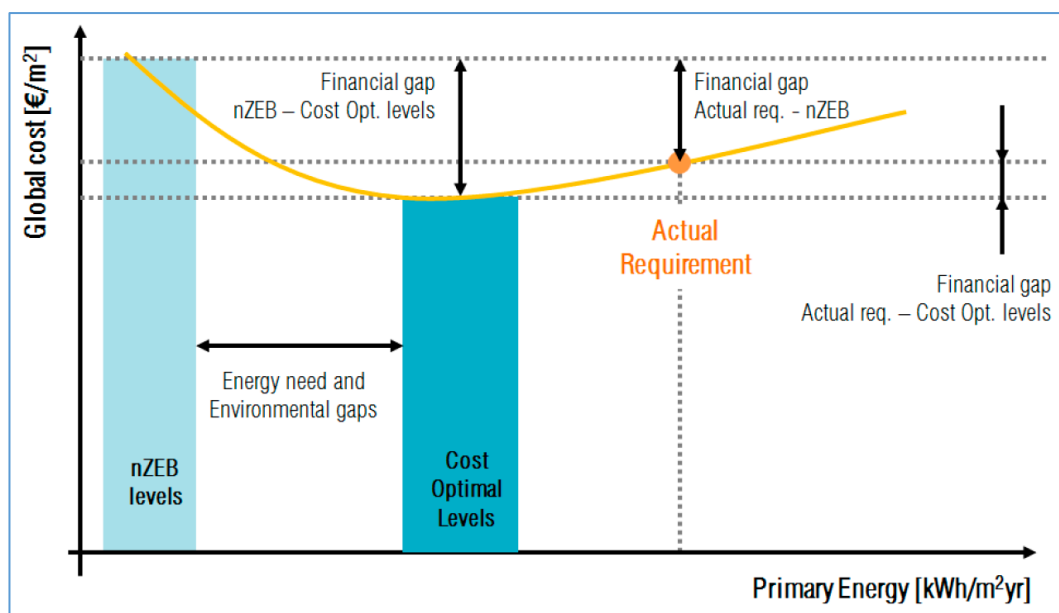 Global cost [€/m²]
Financial gap
nZEB – Cost Opt. levels
Financial gap
Actual req. - nZEB
Actual
Requirement
Financial gap
Actual req. – Cost Opt. levels
Energy need and
Environmental gaps
nZEB
levels
Cost
Optimal
Levels
Primary Energy [kWh/m²yr]